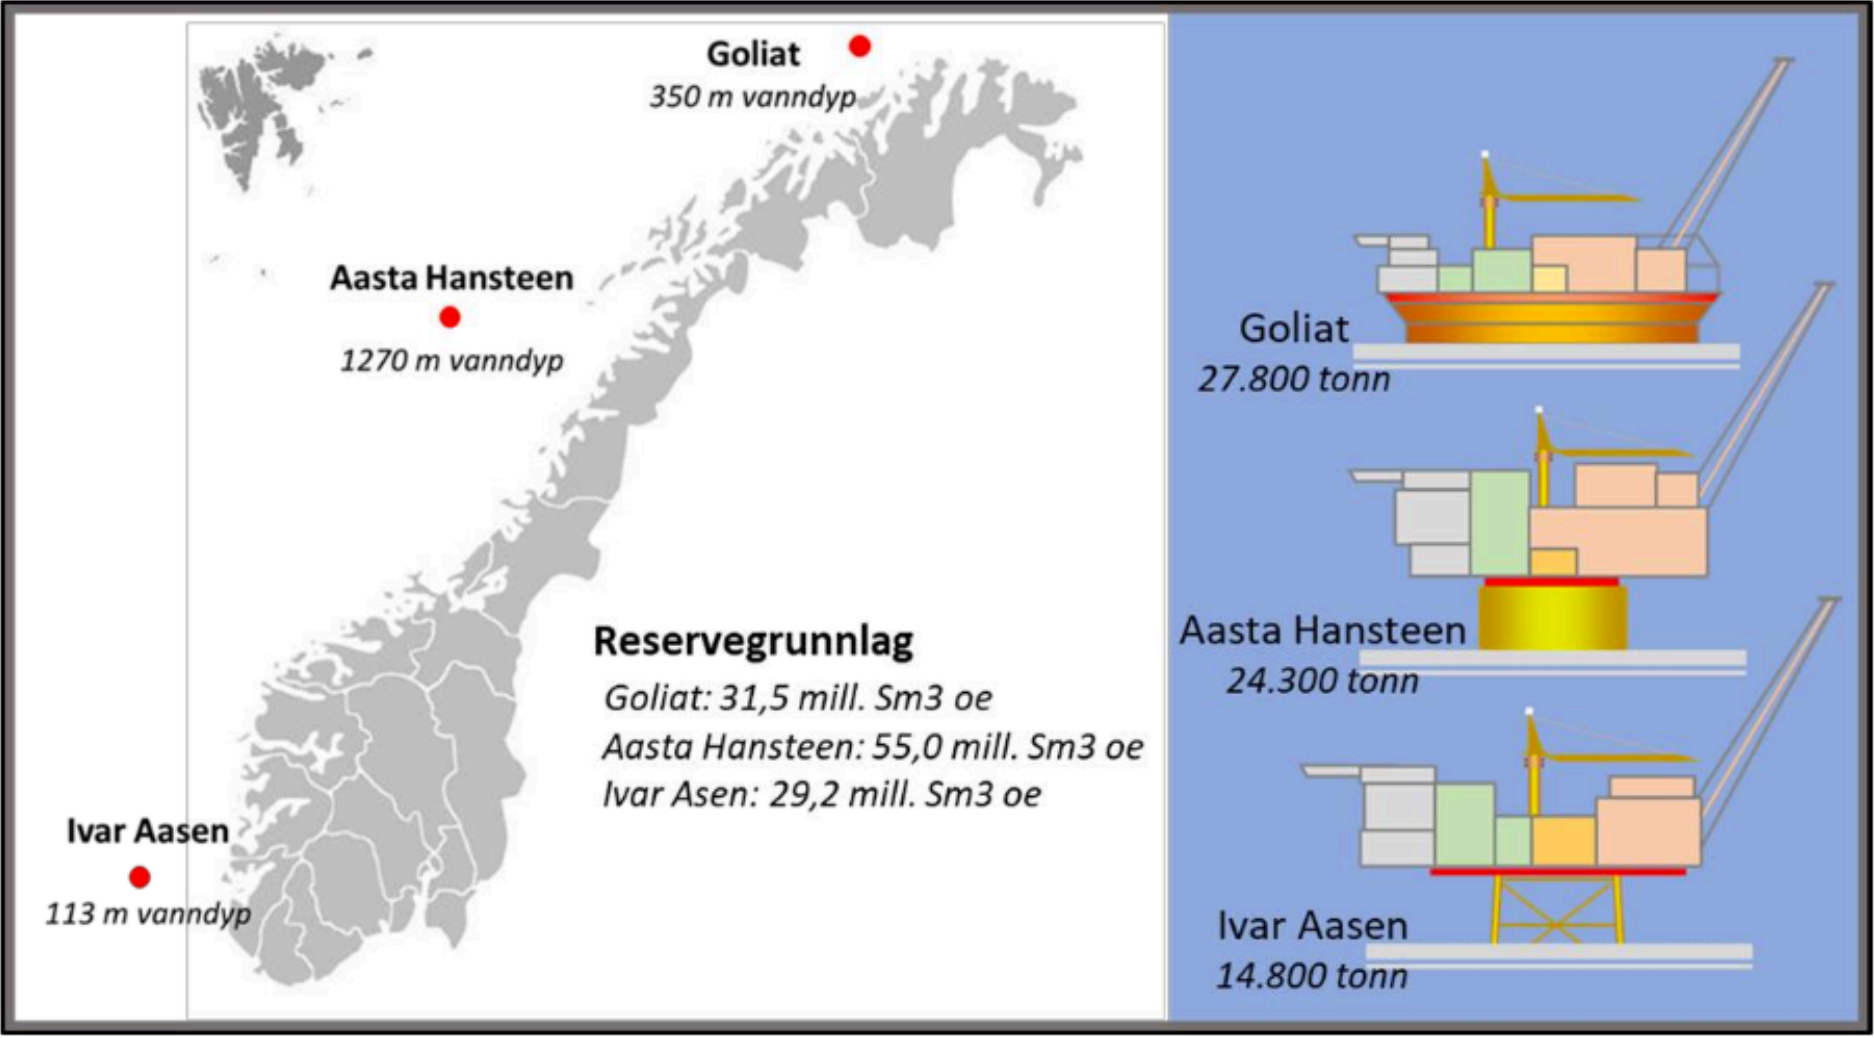 Goliat
350 m vanndyp
Aasta Hansteen
1270 m vanndyp
Reservegrunnlag
Goliat: 31,5 mill. Sm3 oe
Aasta Hansteen: 55,0 mill. Sm3 oe
Ivar Asen: 29,2 mill. Sm3 oe
Ivar Aasen
113 m vanndyp
Goliat
27.800 tonn
Aasta Hansteen
24.300 tonn
Ivar Aasen
14.800 tonn